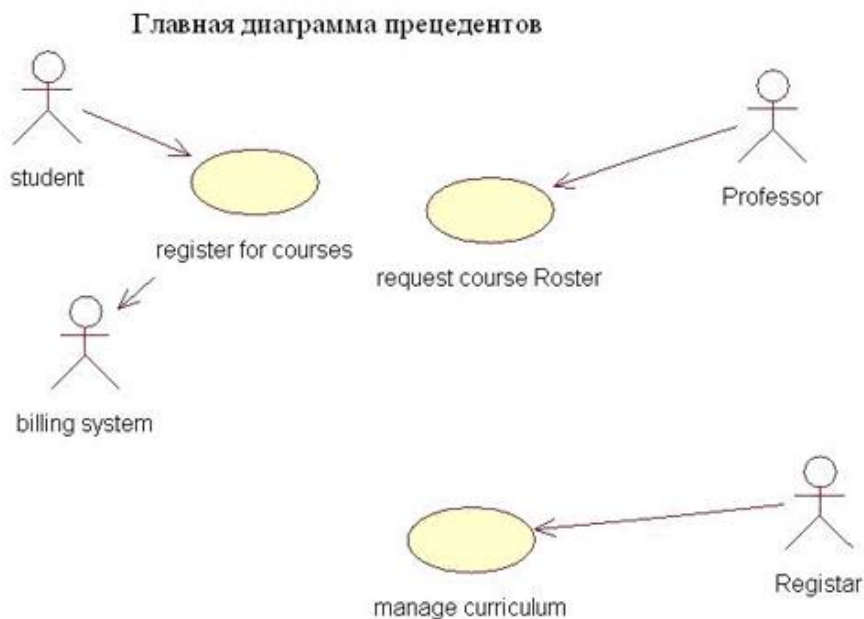 Главная диаграмма прецедентов
student
Professor
register for courses
request course Roster
billing system
Registar
manage curriculum